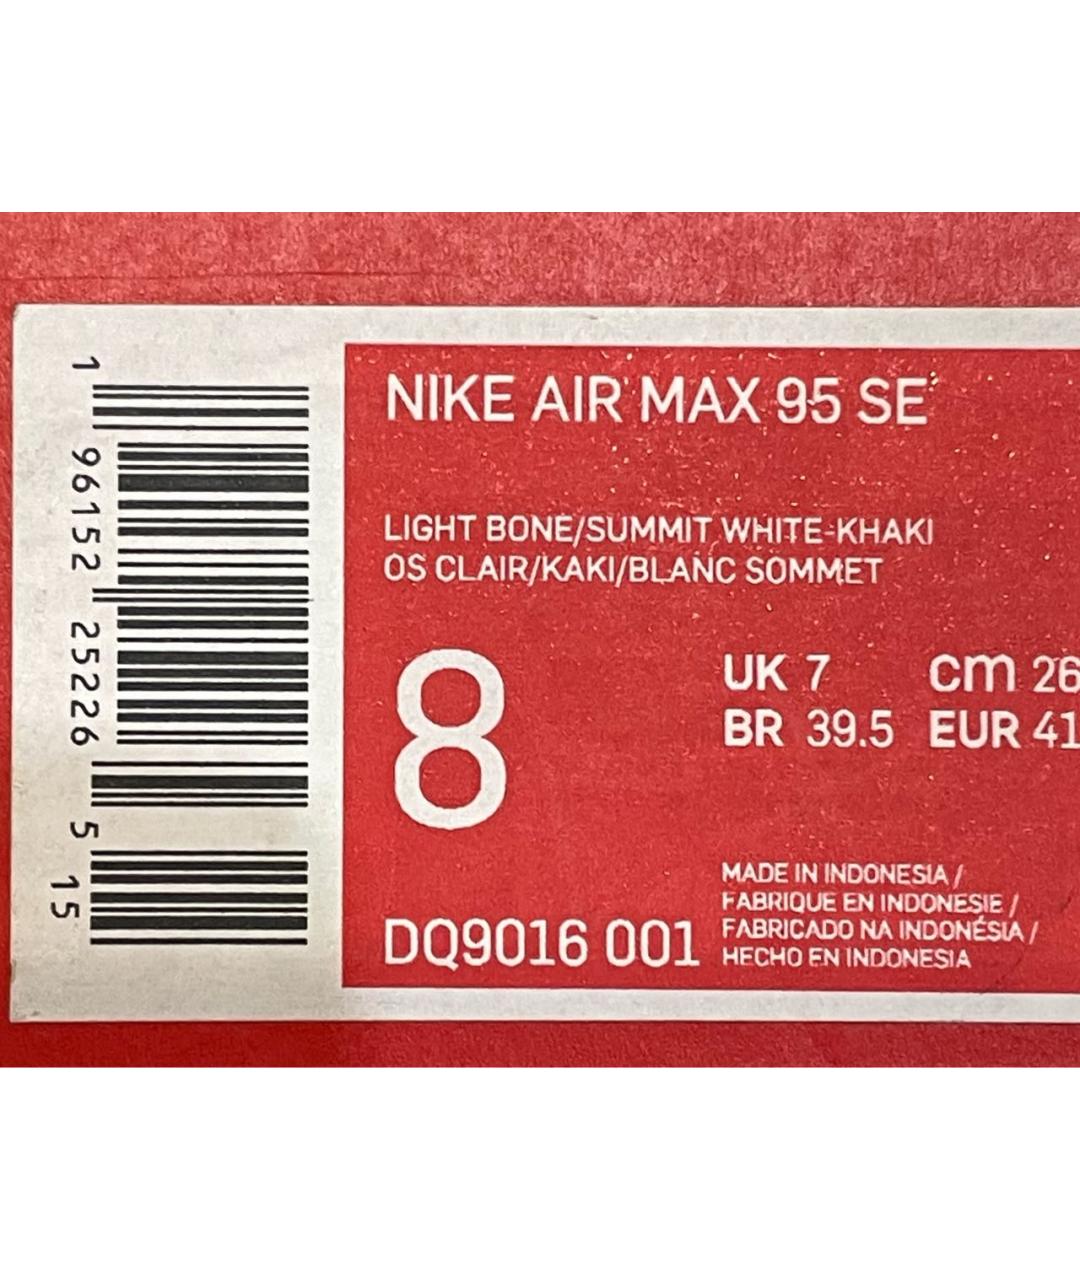 NIKE AIR MAX 95 SE
LIGHT BONE/SUMMIT WHITE-KHAKI
OS CLAIR/KAKI/BLANC SOMMET
8
UK 7 cm 26
BR 39.5 EUR 41
MADE IN INDONESIA /
FABRIQUE EN INDONESIE /
FABRICADO NA INDONÉSIA /
HECHO EN INDONESIA
DQ9016 001
1 96152 25226 5
15